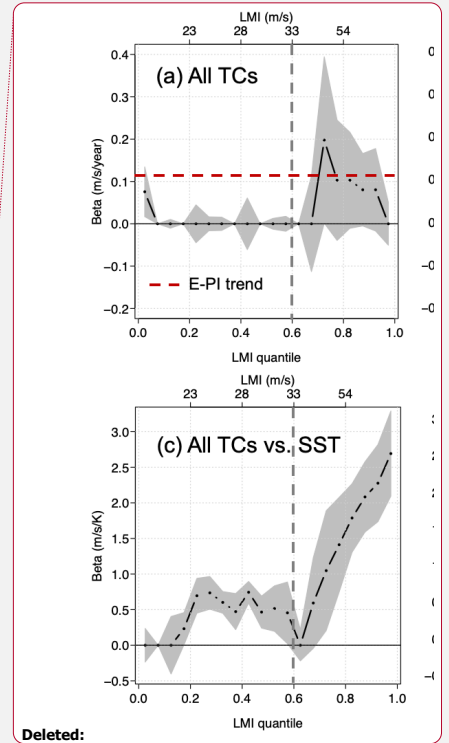 LMI (m/s)
23 28 33 54
0.4
0.3
0.2
0.1
0.0
−0.1
−0.2
Beta (m/s/year)
(a) All TCs
E-PI trend
0.0 0.2 0.4 0.6 0.8 1.0
LMI quantile
LMI (m/s)
23 28 33 54
3.0
2.5
2.0
1.5
1.0
0.5
0.0
−0.5
Beta (m/s/K)
(c) All TCs vs. SST
0.0 0.2 0.4 0.6 0.8 1.0
LMI quantile
Deleted: